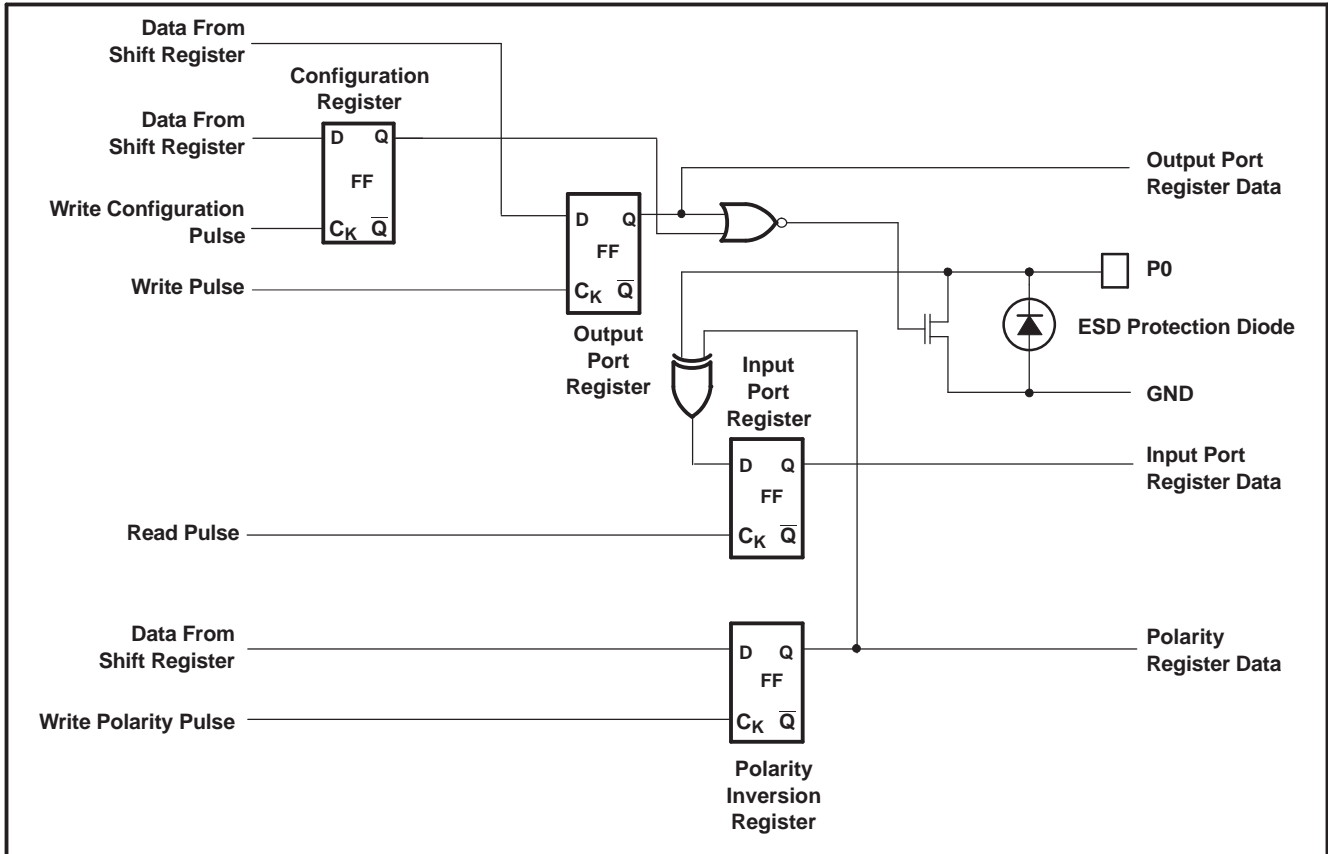 Data From
Shift Register
Configuration
Register
Data From
Shift Register
D Q
FF
Write Configuration
Pulse
CK Q
Output Port
Register Data
D Q
FF
Write Pulse
CK Q
P0
ESD Protection Diode
Output
Port
Register
Input
Port
Register
GND
D Q
FF
Input Port
Register Data
Read Pulse
CK Q
Data From
Shift Register
D Q
FF
Polarity
Register Data
Write Polarity Pulse
CK Q
Polarity
Inversion
Register